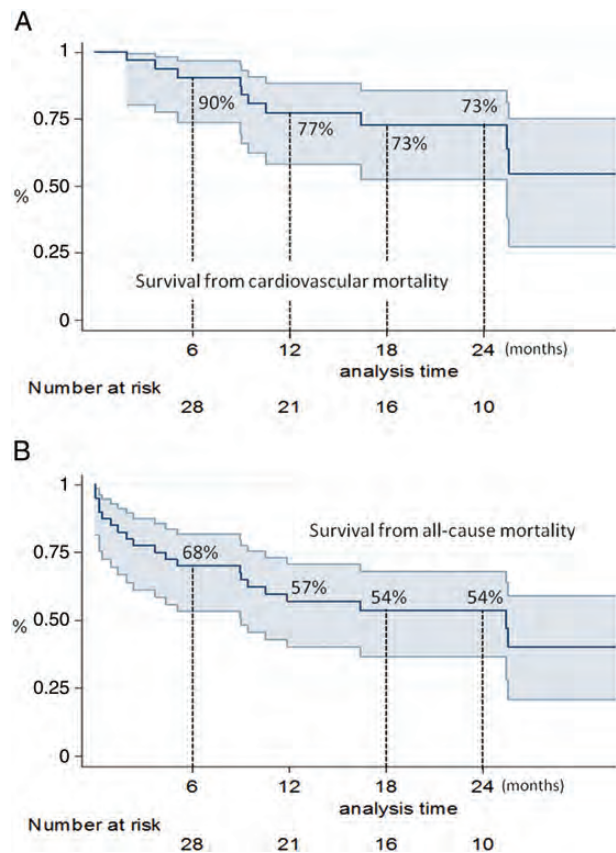 A
1
0.75
0.50
0.25
0
%
90%
77%
73%
73%
Survival from cardiovascular mortality
6 12 18 24 (months)
analysis time
Number at risk
28 21 16 10
B
1
0.75
0.50
0.25
0
%
Survival from all-cause mortality
68%
57%
54%
54%
6 12 18 24 (months)
analysis time
Number at risk
28 21 16 10